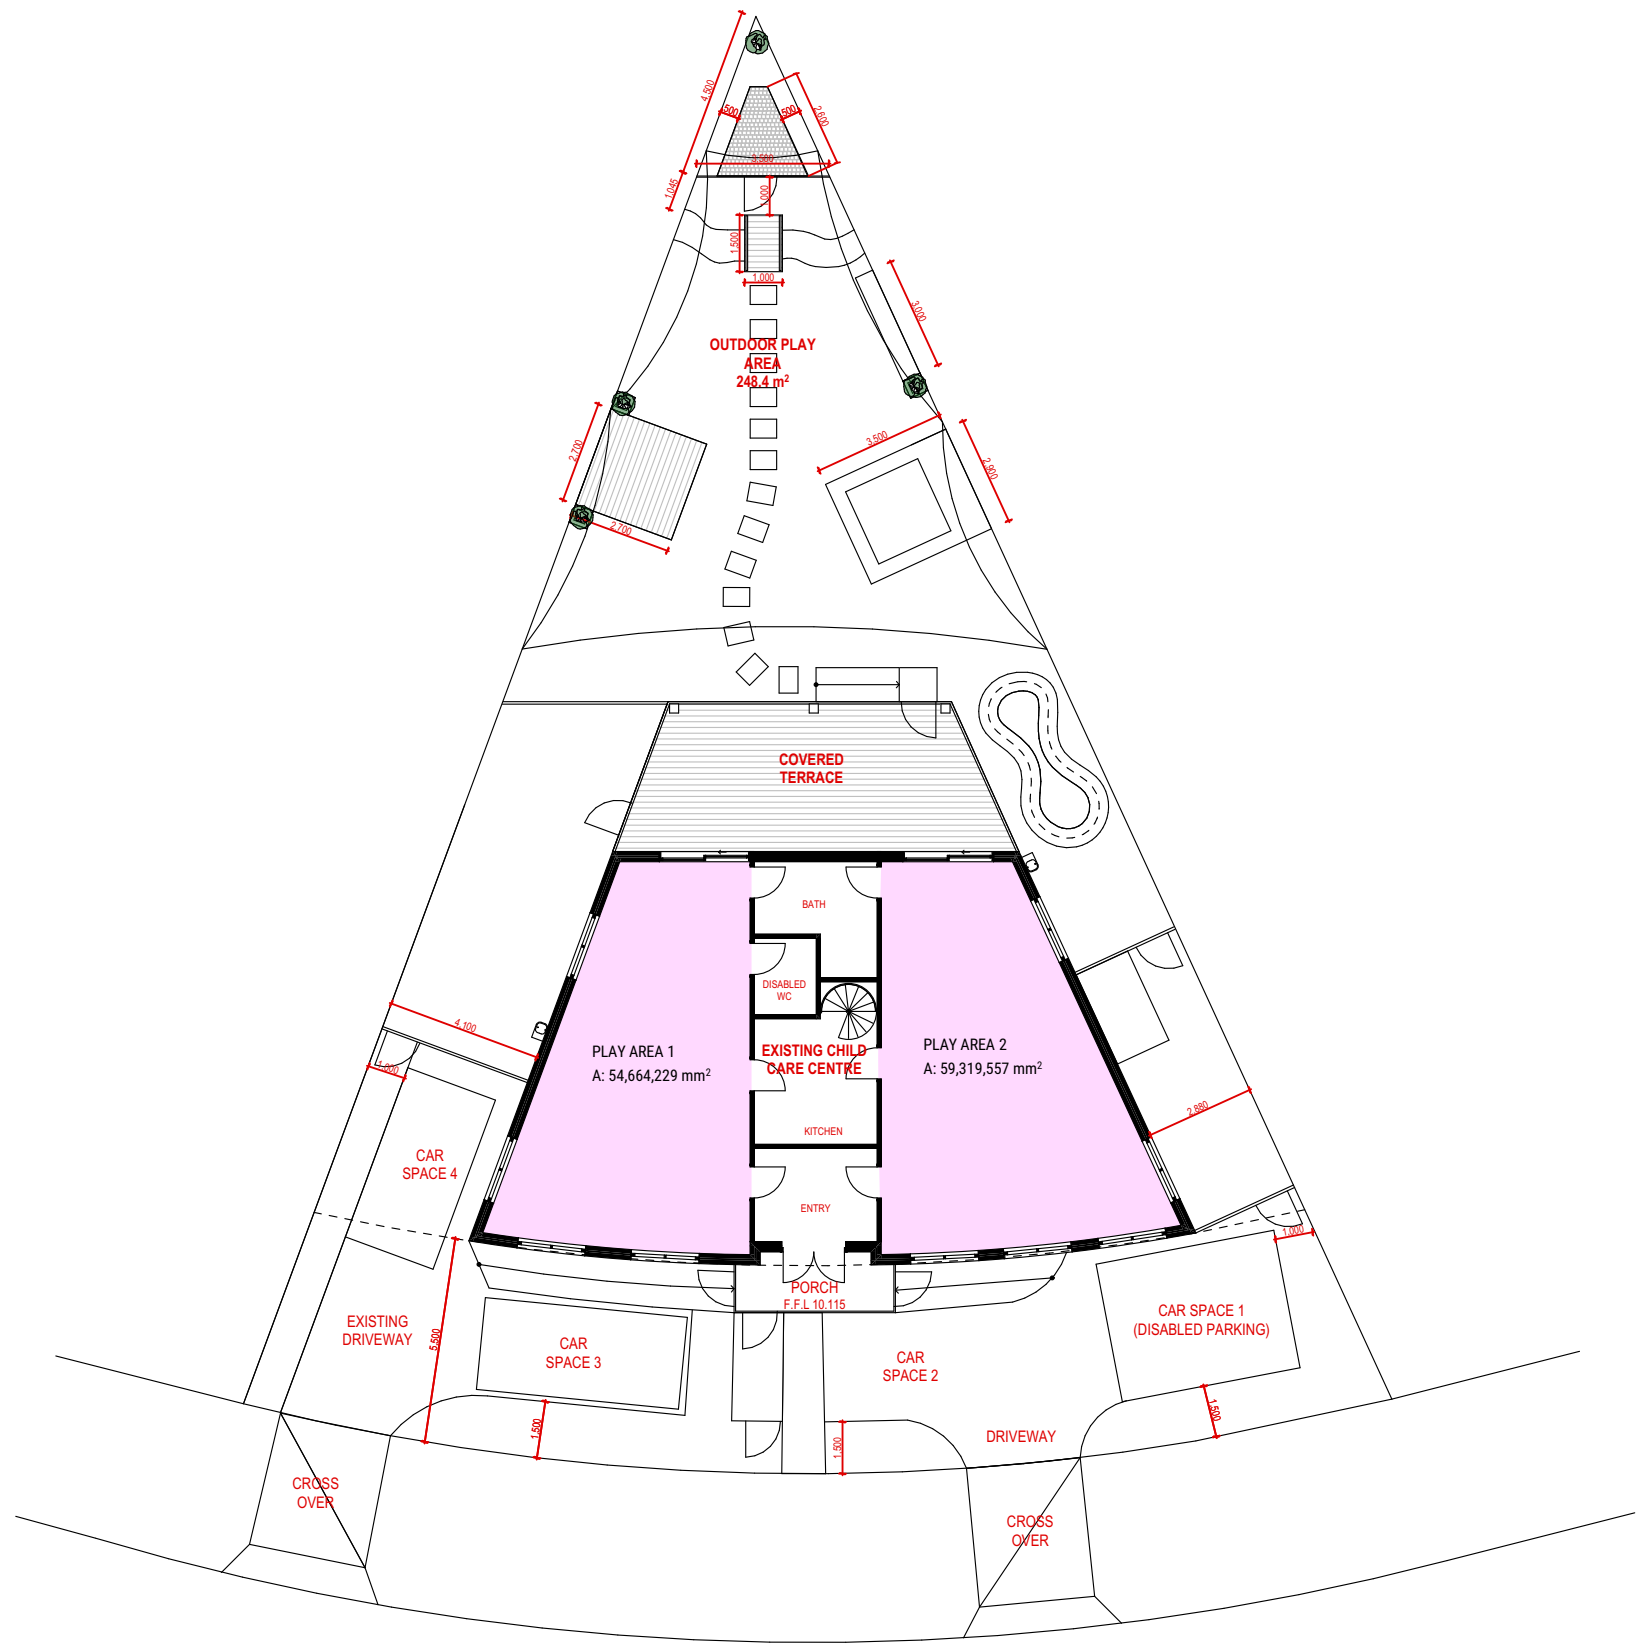 4,500
500
500
2,600
3,500
1,045
1,000
1,500
1,000
3,000
OUTDOOR PLAY
AREA
248.4 m²
2,700
2,700
3,500
2,900
COVERED
TERRACE
BATH
DISABLED
WC
EXISTING CHILD
CARE CENTRE
KITCHEN
ENTRY
PLAY AREA 1
A: 54,664,229 mm²
PLAY AREA 2
A: 59,319,557 mm²
4,100
1,000
2,880
1,000
CAR
SPACE 4
PORCH
F.F.L 10.115
EXISTING
DRIVEWAY
5,500
CAR
SPACE 3
CAR
SPACE 2
CAR SPACE 1
(DISABLED PARKING)
1,500
1,500
1,500
DRIVEWAY
CROSS
OVER
CROSS
OVER